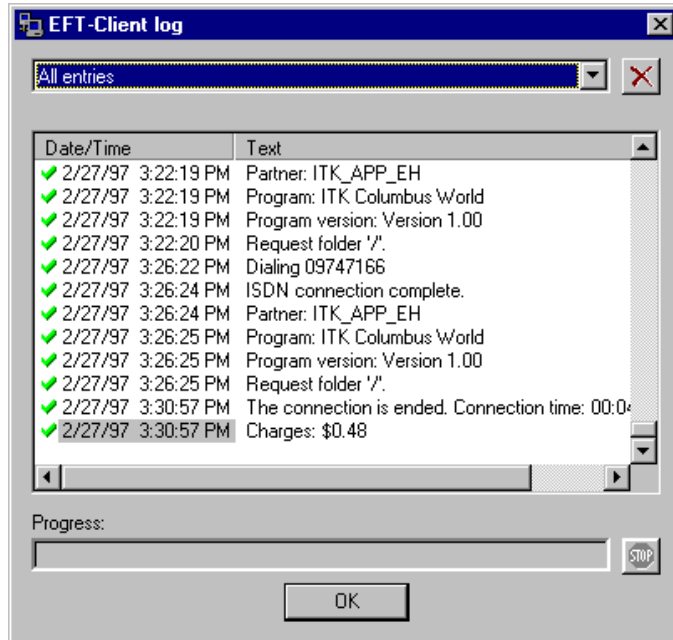 EFT-Client log
All entries
Date/Time Text
2/27/97 3:22:19 PM Partner: ITK_APP_EH
2/27/97 3:22:19 PM Program: ITK Columbus World
2/27/97 3:22:19 PM Program version: Version 1.00
2/27/97 3:22:20 PM Request folder '/'.
2/27/97 3:26:22 PM Dialing 09747166
2/27/97 3:26:24 PM ISDN connection complete.
2/27/97 3:26:24 PM Partner: ITK_APP_EH
2/27/97 3:26:25 PM Program: ITK Columbus World
2/27/97 3:26:25 PM Program version: Version 1.00
2/27/97 3:26:25 PM Request folder '/'.
2/27/97 3:30:57 PM The connection is ended. Connection time: 00:04
2/27/97 3:30:57 PM Charges: $0.48
Progress:
STOP
OK